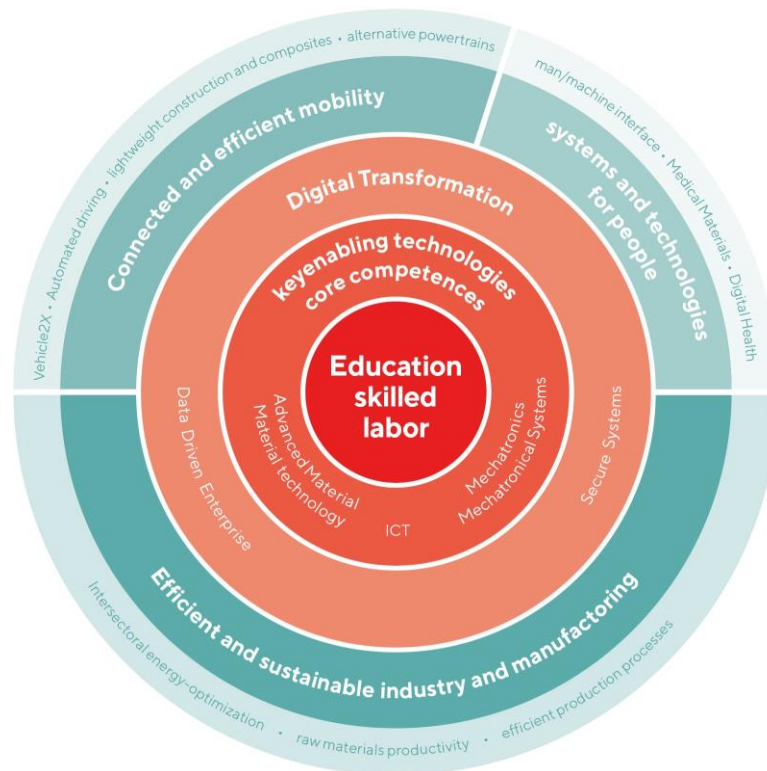 Vehicle2X • Automated driving • lightweight construction and composites • alternative powertrains
man/machine interface • Medical Materials • Digital Health
Connected and efficient mobility
systems and technologies
for people
Digital Transformation
keyenabling technologies
core competences
Education
skilled
labor
Data Driven Enterprise
Advanced Material
Material technology
ICT
Mechatronics
Mechatronical Systems
Secure Systems
Efficient and sustainable industry and manufactoring
Intersectoral energy-optimization • raw materials productivity • efficient production processes